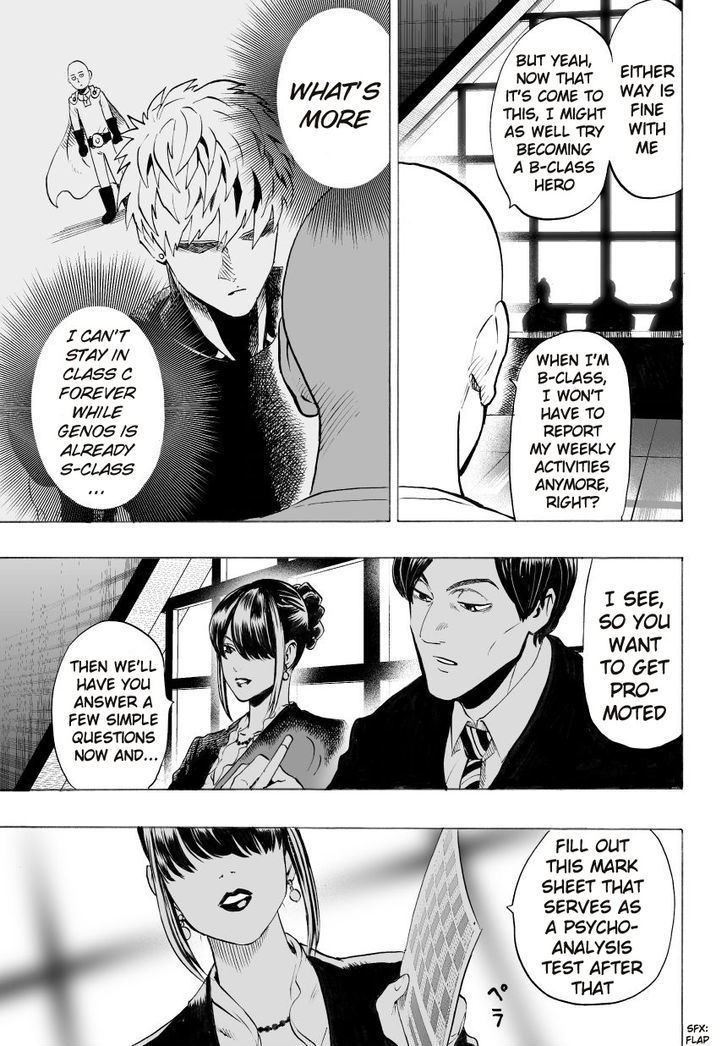 EITHER
WAY IS
FINE
WITH
ME
BUT YEAH,
NOW THAT
IT'S COME TO
THIS, I MIGHT
AS WELL TRY
BECOMING
A B-CLASS
HERO
WHEN I'M
B-CLASS,
I WON'T
HAVE TO
REPORT
MY WEEKLY
ACTIVITIES
ANYMORE,
RIGHT?
WHAT'S
MORE
I CAN'T
STAY IN
CLASS C
FOREVER
WHILE
GENOS IS
ALREADY
S-CLASS
...
I SEE,
SO YOU
WANT
TO GET
PRO-
MOTED
THEN WE'LL
HAVE YOU
ANSWER A
FEW SIMPLE
QUESTIONS
NOW AND...
FILL OUT
THIS MARK
SHEET THAT
SERVES AS
A PSYCHO-
ANALYSIS
TEST AFTER
THAT
ペラ
SFX:
FLAP